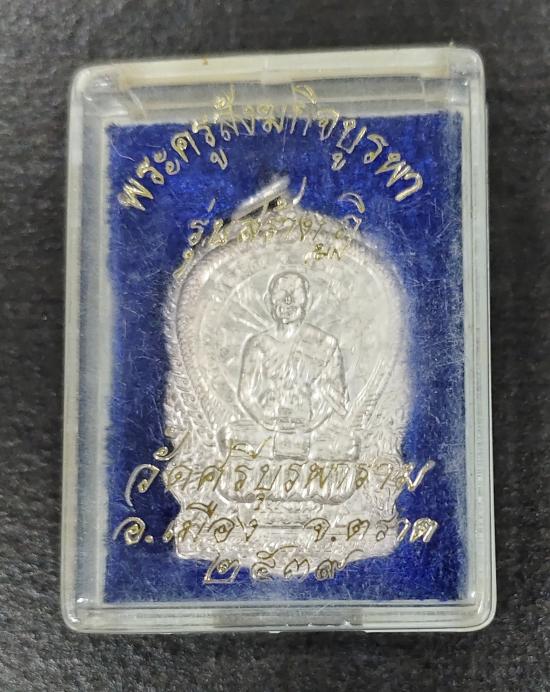 พระครูสังฆกิจบูรพา
รุ่น
วัดศรีบุรพาราม
อ.เมือง จ.ตราด
๒๕๓๙